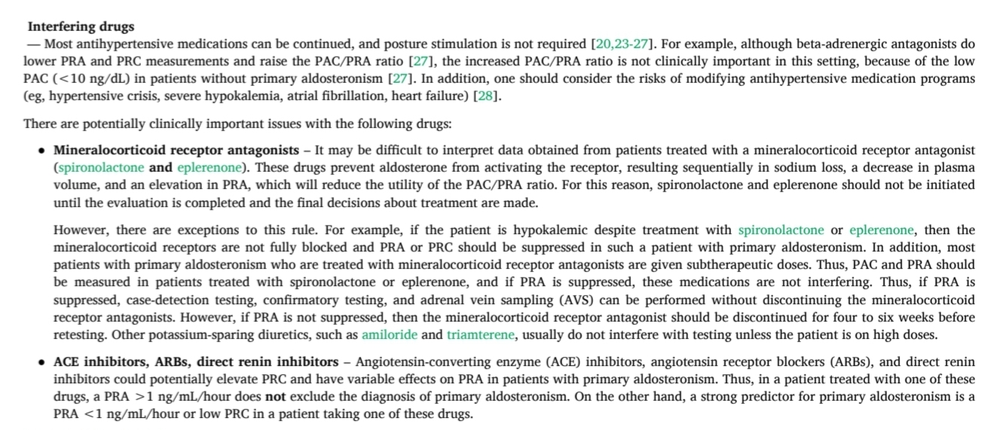 Interfering drugs
— Most antihypertensive medications can be continued, and posture stimulation is not required [20,23-27]. For example, although beta-adrenergic antagonists do
lower PRA and PRC measurements and raise the PAC/PRA ratio [27], the increased PAC/PRA ratio is not clinically important in this setting, because of the low
PAC (<10 ng/dL) in patients without primary aldosteronism [27]. In addition, one should consider the risks of modifying antihypertensive medication programs
(eg, hypertensive crisis, severe hypokalemia, atrial fibrillation, heart failure) [28].
There are potentially clinically important issues with the following drugs:
• Mineralocorticoid receptor antagonists – It may be difficult to interpret data obtained from patients treated with a mineralocorticoid receptor antagonist
(spironolactone and eplerenone). These drugs prevent aldosterone from activating the receptor, resulting sequentially in sodium loss, a decrease in plasma
volume, and an elevation in PRA, which will reduce the utility of the PAC/PRA ratio. For this reason, spironolactone and eplerenone should not be initiated
until the evaluation is completed and the final decisions about treatment are made.
However, there are exceptions to this rule. For example, if the patient is hypokalemic despite treatment with spironolactone or eplerenone, then the
mineralocorticoid receptors are not fully blocked and PRA or PRC should be suppressed in such a patient with primary aldosteronism. In addition, most
patients with primary aldosteronism who are treated with mineralocorticoid receptor antagonists are given subtherapeutic doses. Thus, PAC and PRA should
be measured in patients treated with spironolactone or eplerenone, and if PRA is suppressed, these medications are not interfering. Thus, if PRA is
suppressed, case-detection testing, confirmatory testing, and adrenal vein sampling (AVS) can be performed without discontinuing the mineralocorticoid
receptor antagonists. However, if PRA is not suppressed, then the mineralocorticoid receptor antagonist should be discontinued for four to six weeks before
retesting. Other potassium-sparing diuretics, such as amiloride and triamterene, usually do not interfere with testing unless the patient is on high doses.
• ACE inhibitors, ARBs, direct renin inhibitors – Angiotensin-converting enzyme (ACE) inhibitors, angiotensin receptor blockers (ARBs), and direct renin
inhibitors could potentially elevate PRC and have variable effects on PRA in patients with primary aldosteronism. Thus, in a patient treated with one of these
drugs, a PRA >1 ng/mL/hour does not exclude the diagnosis of primary aldosteronism. On the other hand, a strong predictor for primary aldosteronism is a
PRA <1 ng/mL/hour or low PRC in a patient taking one of these drugs.